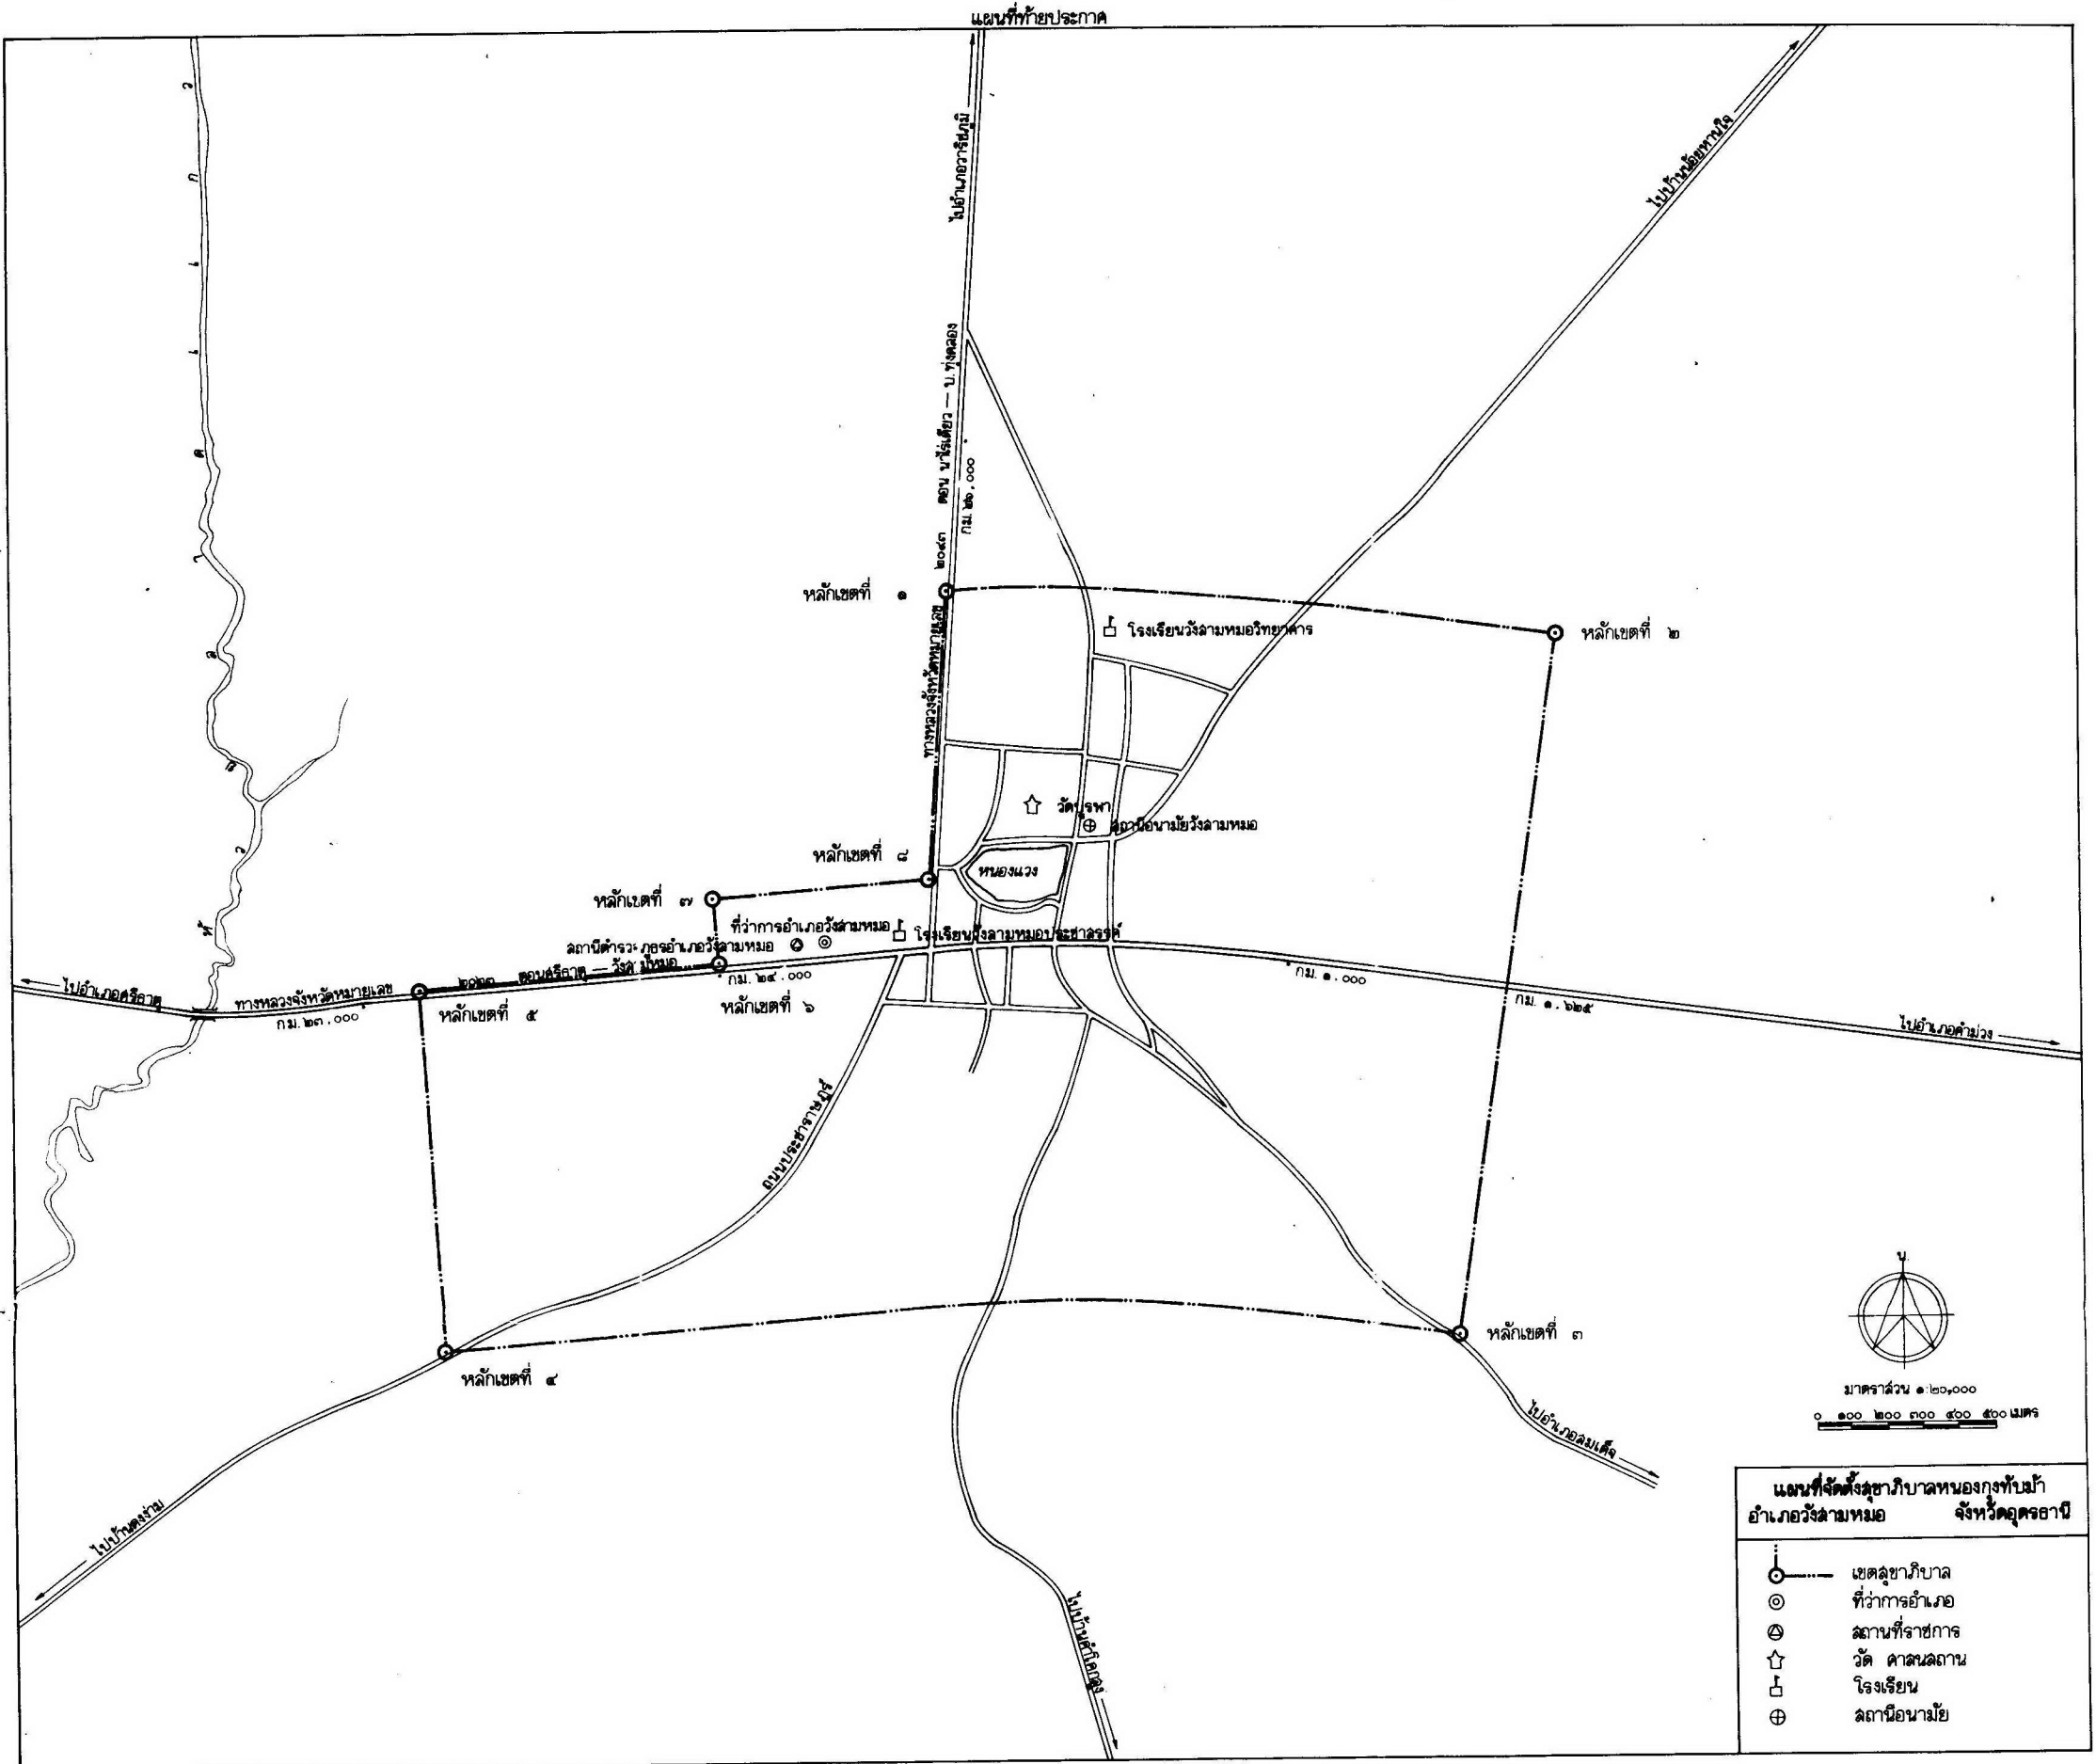 แผนที่ท้ายประกาศ
ไปอำเภอวาริชภูมิ
ไปบ้านน้อยหานใจ
ทางหลวงจังหวัดหมายเลข ๒๐๔๓ ตอน นาไร่เดียว — บ.ทุ่งคลอง
กม. ๒๑,๐๐๐
หลักเขตที่ ๑
หลักเขตที่ ๒
โรงเรียนวังสามหมอวิทยาคาร
วัดบูรพา
สถานีอนามัยวังสามหมอ
หลักเขตที่ ๘
หนองแวง
หลักเขตที่ ๗
ที่ว่าการอำเภอวังสามหมอ
โรงเรียนวังสามหมอประชาสรรค์
สถานีตำรวจภูธรอำเภอวังสามหมอ
ไปอำเภอศรีธาตุ
ทางหลวงจังหวัดหมายเลข ๒๐๒๓ ตอนศรีธาตุ — วังสามหมอ
กม. ๒๓.๐๐๐
กม. ๒๔.๐๐๐
กม. ๑.๐๐๐
กม. ๑.๖๒๕
หลักเขตที่ ๕
หลักเขตที่ ๖
ไปอำเภอคำม่วง
ถนนประชาราษฎร์
หลักเขตที่ ๓
หลักเขตที่ ๔
ไปอำเภอสมเด็จ
ไปบ้านดงง่าม
น.
มาตราส่วน ๑:๒๐,๐๐๐
๐ ๑๐๐ ๒๐๐ ๓๐๐ ๔๐๐ ๕๐๐ เมตร
แผนที่จัดตั้งสุขาภิบาลหนองกุงทับม้า
อำเภอวังสามหมอ จังหวัดอุดรธานี
เขตสุขาภิบาล
ที่ว่าการอำเภอ
สถานที่ราชการ
วัด ศาสนสถาน
โรงเรียน
สถานีอนามัย